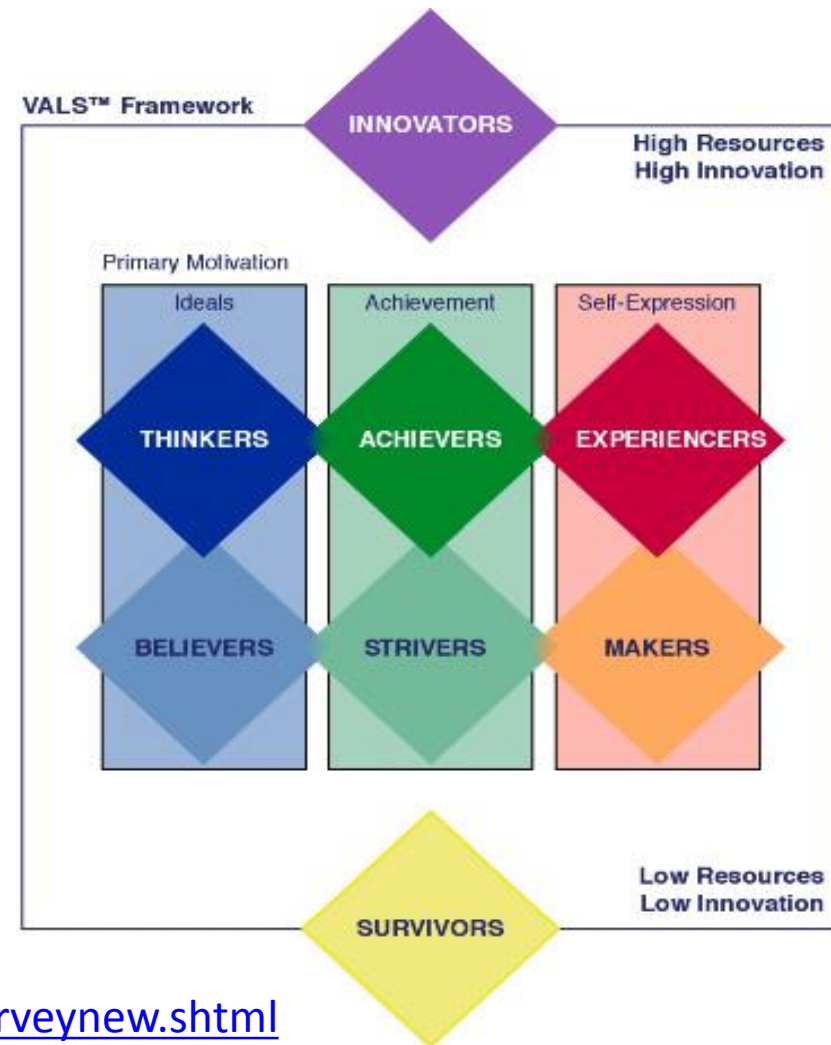 INNOVATORS
VALS™ Framework
High Resources
High Innovation
Primary Motivation
Ideals
Achievement
Self-Expression
THINKERS
ACHIEVERS
EXPERIENCERS
BELIEVERS
STRIVERS
MAKERS
Low Resources
Low Innovation
SURVIVORS
rveynew.shtml